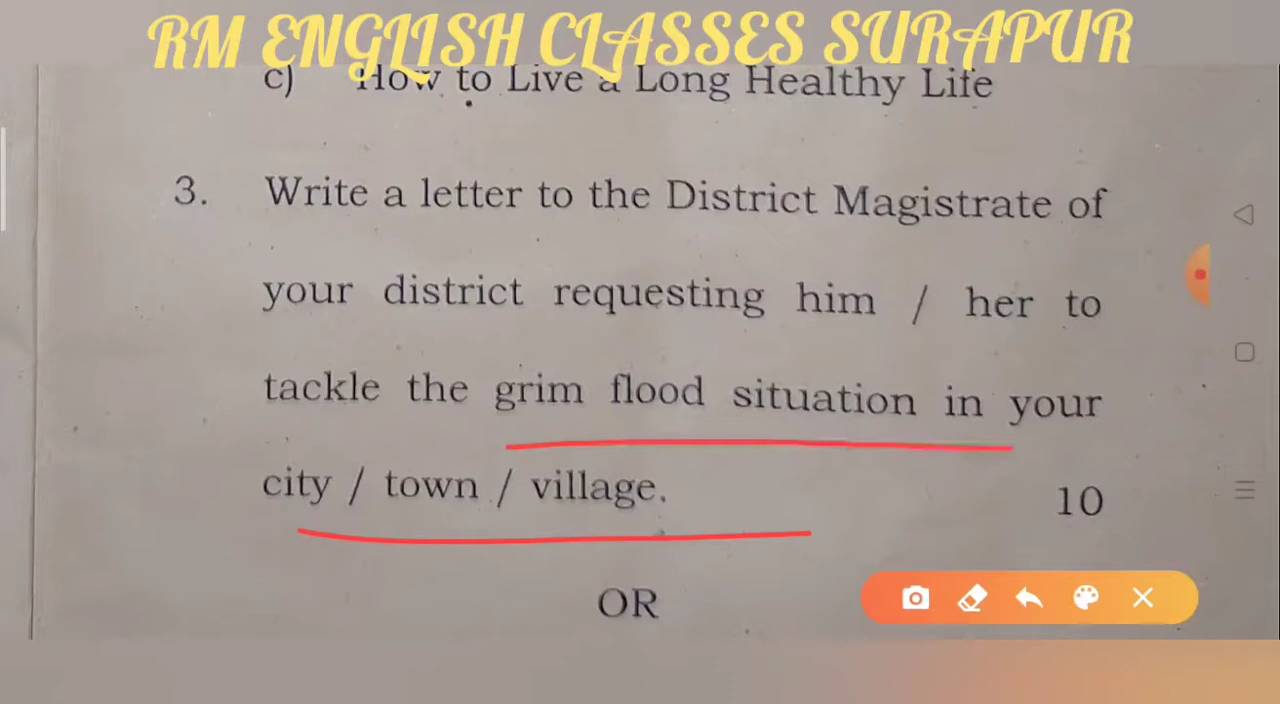 RM ENGLISH CLASSES SURAPUR
c) How to Live a Long Healthy Life
3. Write a letter to the District Magistrate of
your district requesting him / her to
tackle the grim flood situation in your
city / town / village. 10
OR